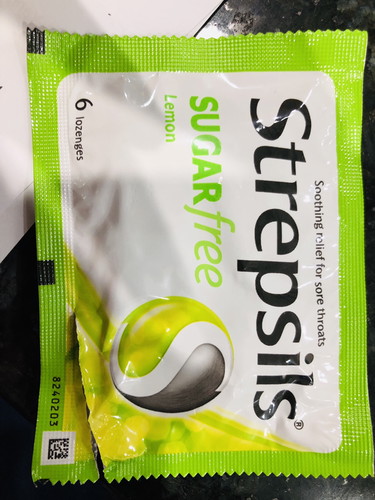 Soothing relief for sore throats
Strepsils®
SUGARfree
Lemon
6 lozenges
8240203